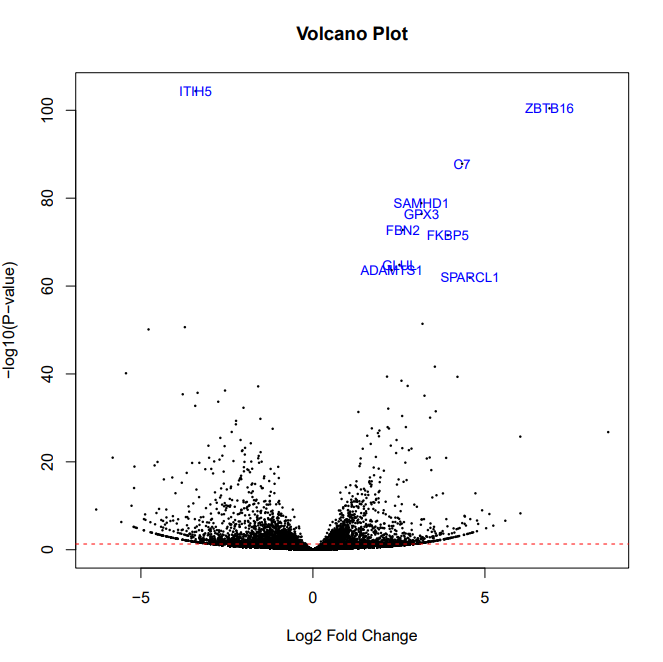 Volcano Plot
ITIH5
ZBTB16
C7
SAMHD1
GPX3
FBN2
FKBP5
GLUL
ADAMTS1
SPARCL1
−log10(P−value)
100
80
60
40
20
0
−5
0
5
Log2 Fold Change